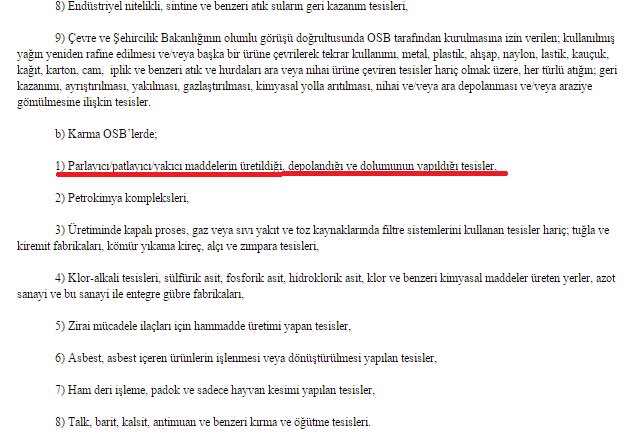 8) Endüstriyel nitelikli, sintine ve benzeri atık suların geri kazanım tesisleri,
9) Çevre ve Şehircilik Bakanlığının olumlu görüşü doğrultusunda OSB tarafından kurulmasına izin verilen; kullanılmış
yağın yeniden rafine edilmesi ve/veya başka bir ürüne çevrilerek tekrar kullanımı, metal, plastik, ahşap, naylon, lastik, kauçuk,
kağıt, karton, cam, iplik ve benzeri atık ve hurdaları ara veya nihai ürüne çeviren tesisler hariç olmak üzere, her türlü atığın; geri
kazanımı, ayrıştırılması, yakılması, gazlaştırılması, kimyasal yolla arıtılması, nihai ve/veya ara depolanması ve/veya araziye
gömülmesine ilişkin tesisler.
b) Karma OSB’lerde;
1) Parlayıcı/patlayıcı/yakıcı maddelerin üretildiği, depolandığı ve dolumunun yapıldığı tesisler,
2) Petrokimya kompleksleri,
3) Üretiminde kapalı proses, gaz veya sıvı yakıt ve toz kaynaklarında filtre sistemlerini kullanan tesisler hariç; tuğla ve
kiremit fabrikaları, kömür yıkama kireç, alçı ve zımpara tesisleri,
4) Klor-alkali tesisleri, sülfürik asit, fosforik asit, hidroklorik asit, klor ve benzeri kimyasal maddeler üreten yerler, azot
sanayi ve bu sanayi ile entegre gübre fabrikaları,
5) Zirai mücadele ilaçları için hammadde üretimi yapan tesisler,
6) Asbest, asbest içeren ürünlerin işlenmesi veya dönüştürülmesi yapılan tesisler,
7) Ham deri işleme, padok ve sadece hayvan kesimi yapılan tesisler,
8) Talk, barit, kalsit, antimuan ve benzeri kırma ve öğütme tesisleri.